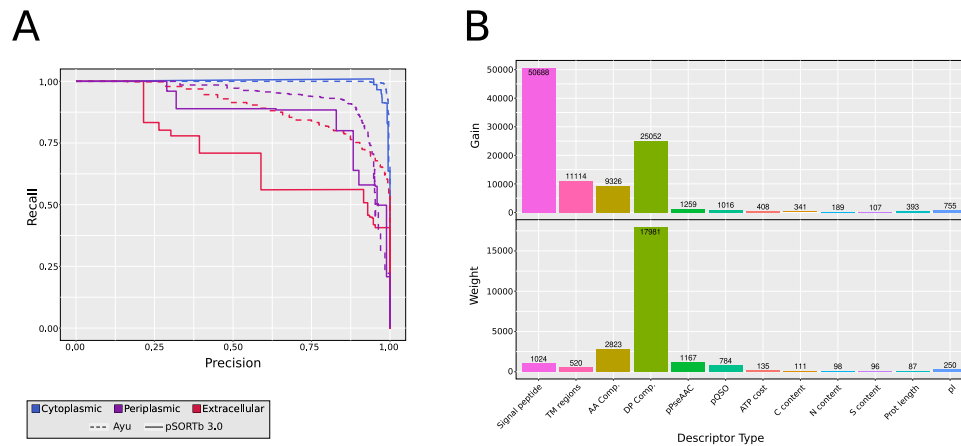 A
B
1,00
0,75
0,50
0,25
0,00
Recall
0,00
0,25
0,50
0,75
1,00
Precision
Cytoplasmic
Periplasmic
Extracellular
Ayu
pSORTb 3.0
50000
40000
30000
20000
10000
0
Gain
50688
11114
9326
25052
1259
1016
408
341
189
107
393
755
15000
10000
5000
0
Weight
1024
520
2823
17981
1167
784
135
111
98
96
87
250
Signal peptide
TM regions
AA Comp.
DP Comp.
pPseAAC
pQSO
ATP cost
C content
N content
S content
Prot length
pI
Descriptor Type